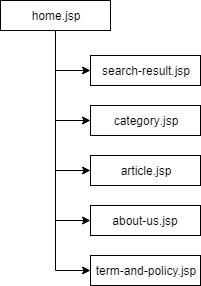 home.jsp
search-result.jsp
category.jsp
article.jsp
about-us.jsp
term-and-policy.jsp